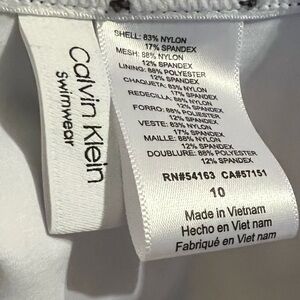 Calvin Klein
Swimwear
SHELL: 83% NYLON
17% SPANDEX
MESH: 88% NYLON
12% SPANDEX
LINING: 88% POLYESTER
12% SPANDEX
CHAQUETA: 83% NYLON
17% SPANDEX
REDECILLA: 88% NYLON
12% SPANDEX
FORRO: 88% POLIESTER
12% SPANDEX
VESTE: 83% NYLON
17% SPANDEX
MAILLE: 88% NYLON
12% SPANDEX
DOUBLURE: 88% POLYESTER
12% SPANDEX
RN#54163 CA#57151
10
Made in Vietnam
Hecho en Viet nam
Fabriqué en Viet nam